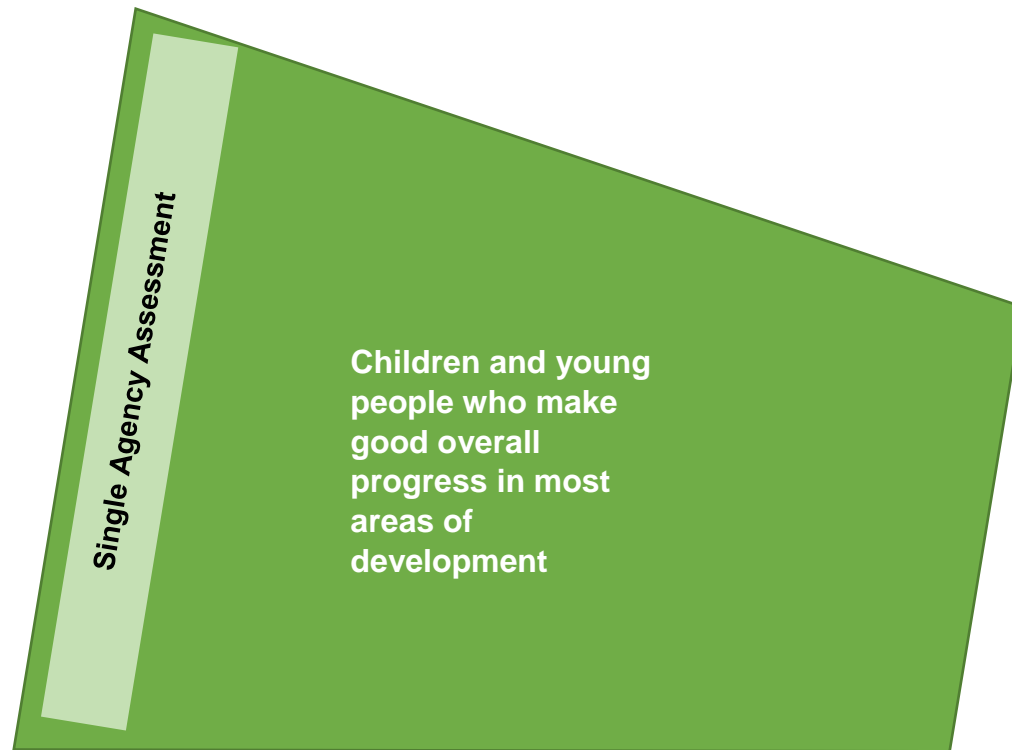 Single Agency Assessment
Children and young
people who make
good overall
progress in most
areas of
development